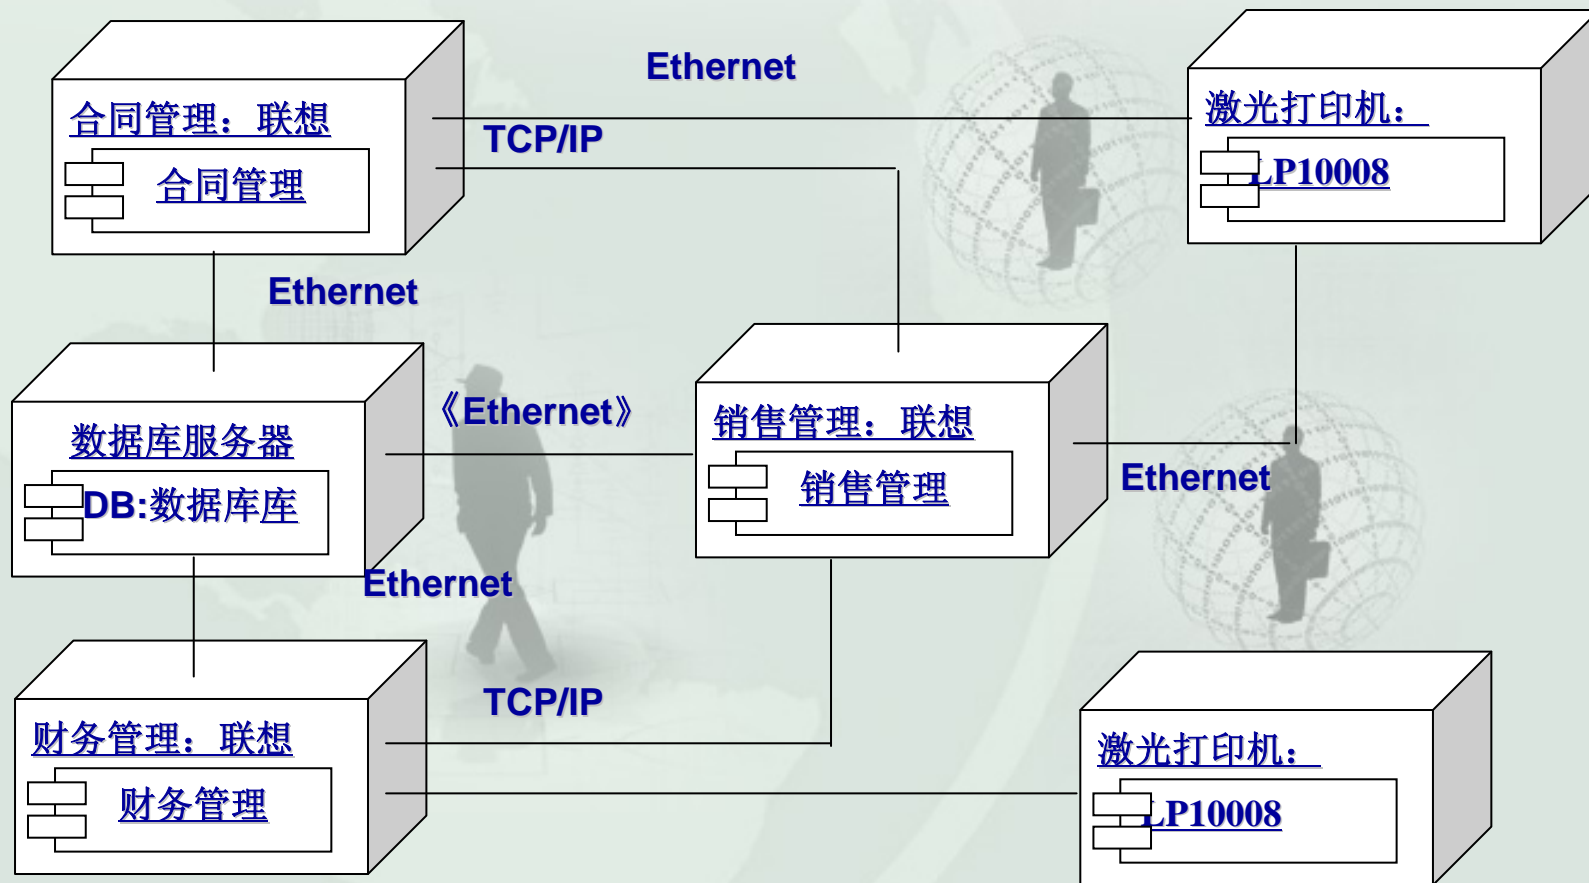 Ethernet
合同管理：联想
TCP/IP
合同管理
激光打印机：
LP10008
Ethernet
数据库服务器
DB:数据库库
《Ethernet》
销售管理：联想
销售管理
Ethernet
Ethernet
财务管理：联想
财务管理
TCP/IP
激光打印机：
LP10008